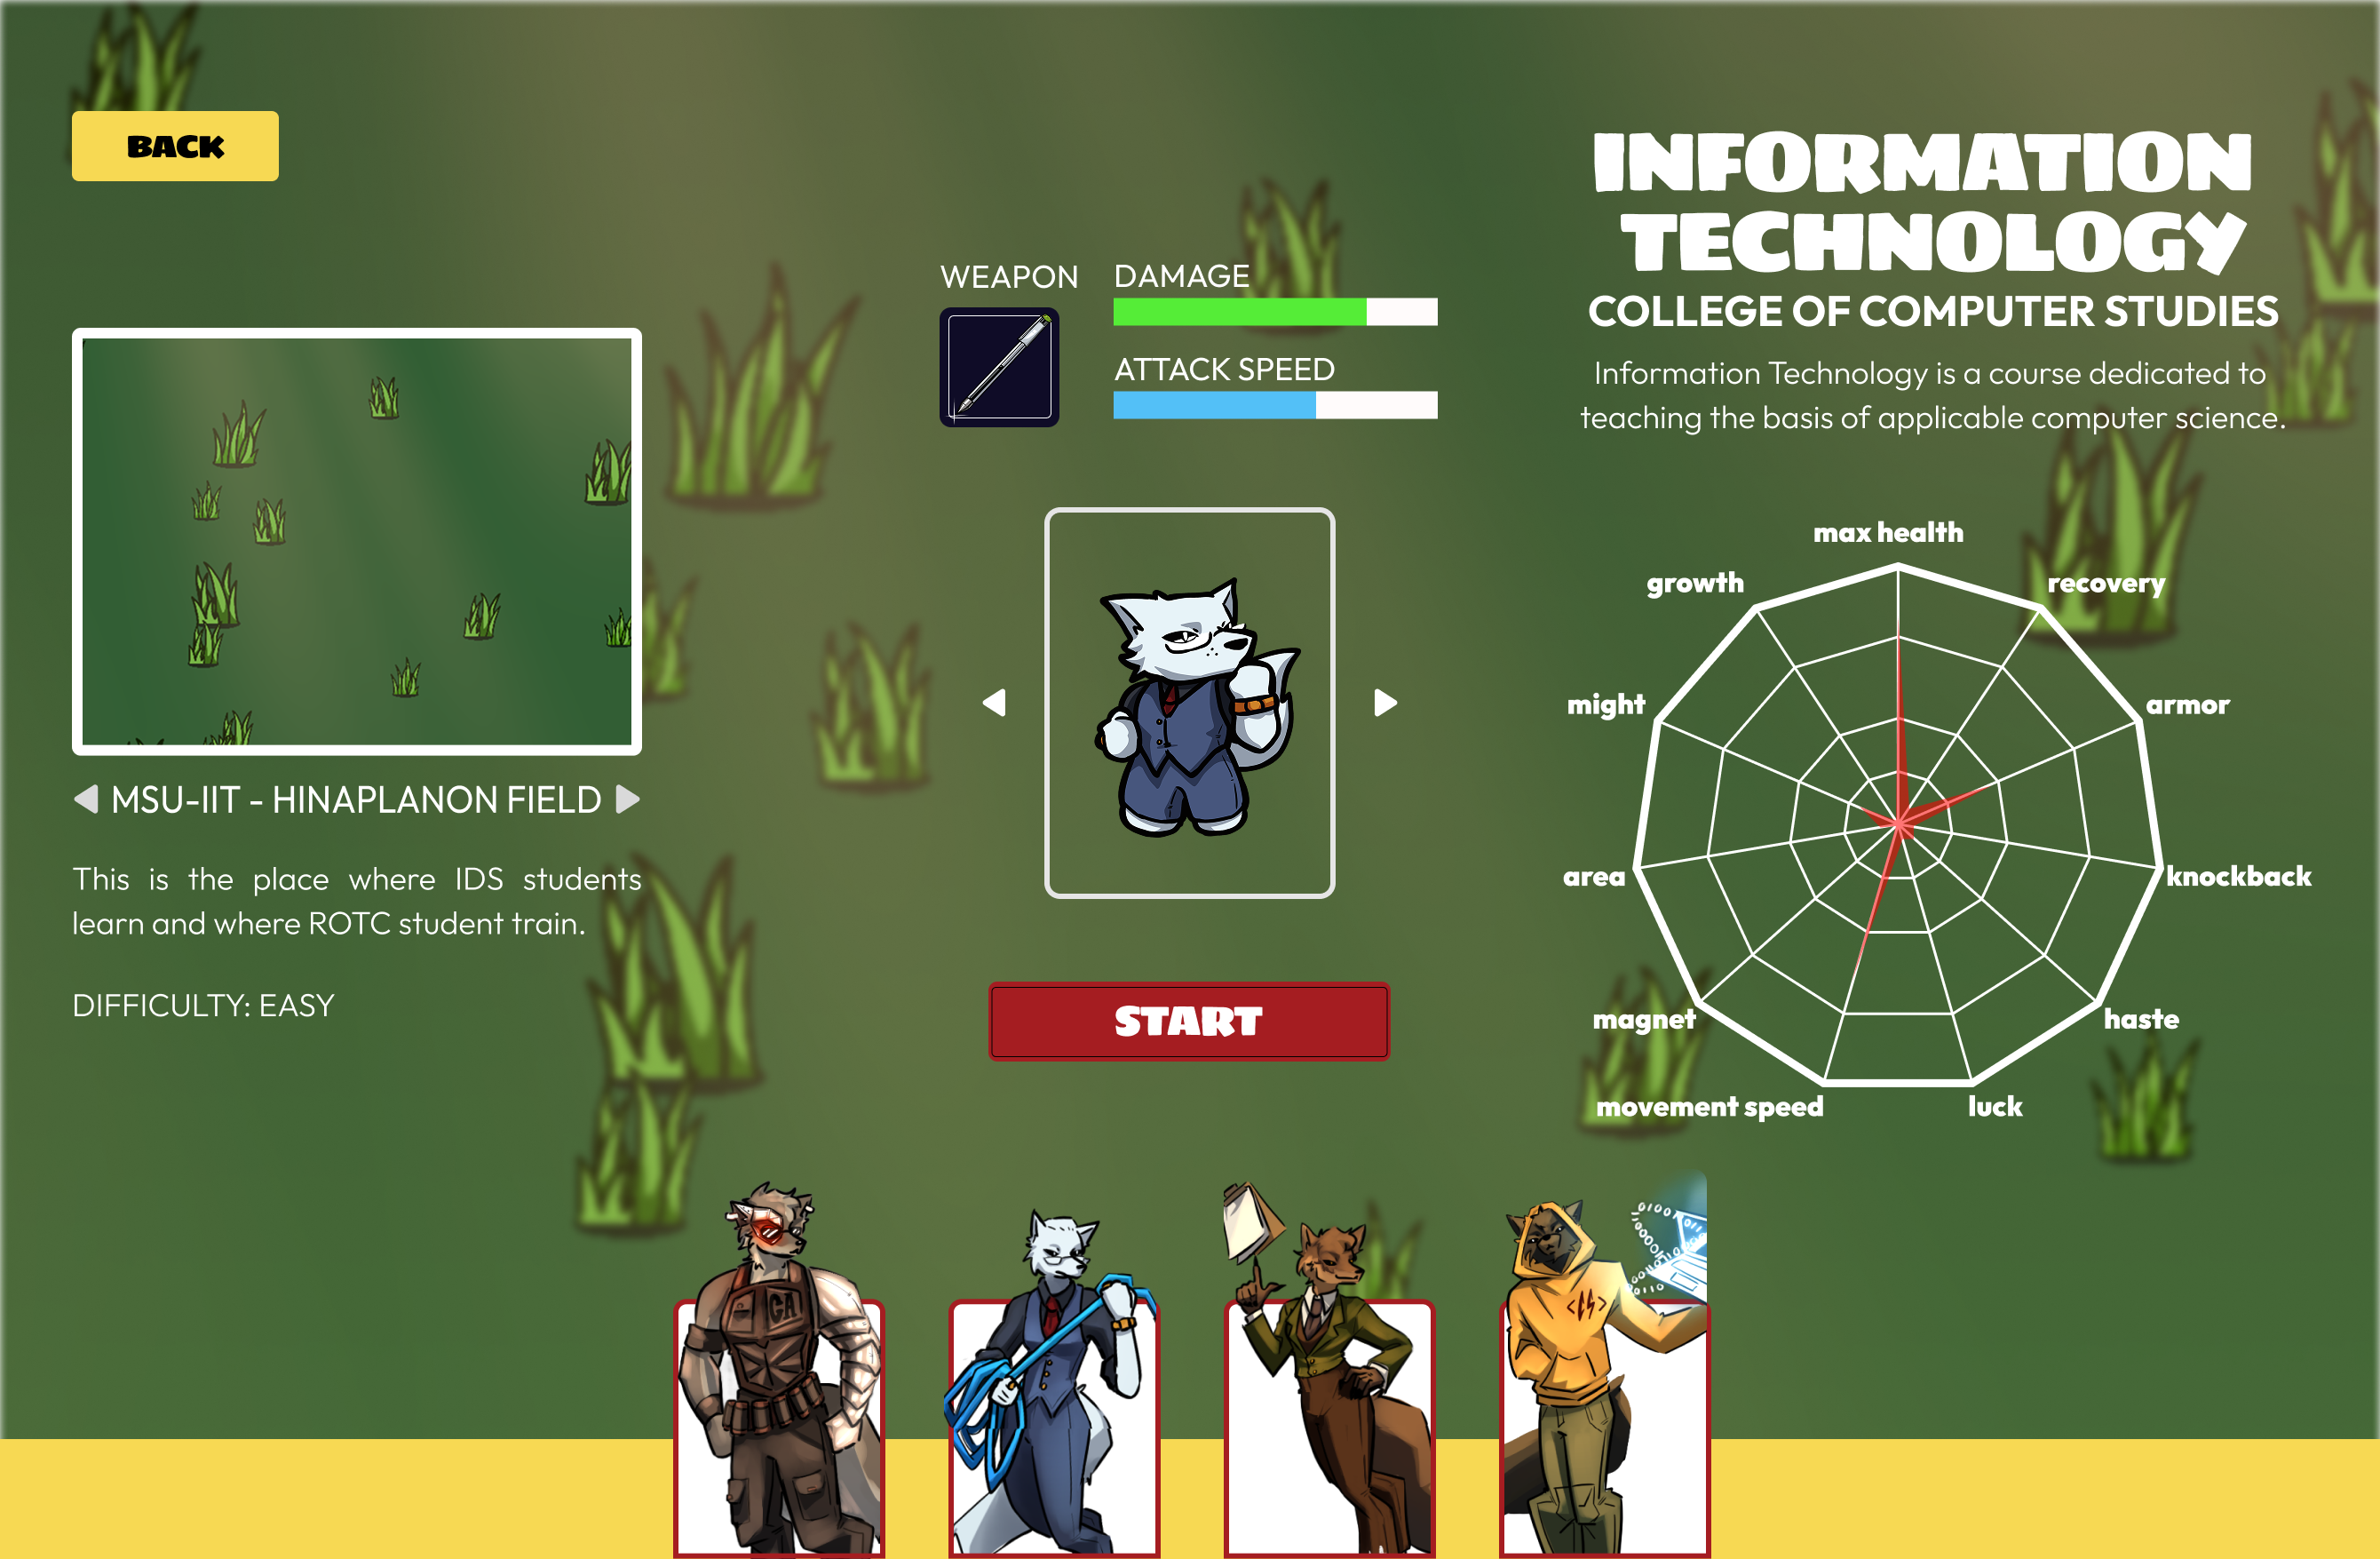 BACK
INFORMATION
TECHNOLOGY
COLLEGE OF COMPUTER STUDIES
Information Technology is a course dedicated to
teaching the basis of applicable computer science.
WEAPON
DAMAGE
ATTACK SPEED
MSU-IIT - HINAPLANON FIELD
This is the place where IDS students
learn and where ROTC student train.
DIFFICULTY: EASY
START
max health
growth
recovery
might
armor
area
knockback
magnet
haste
movement speed
luck
CA